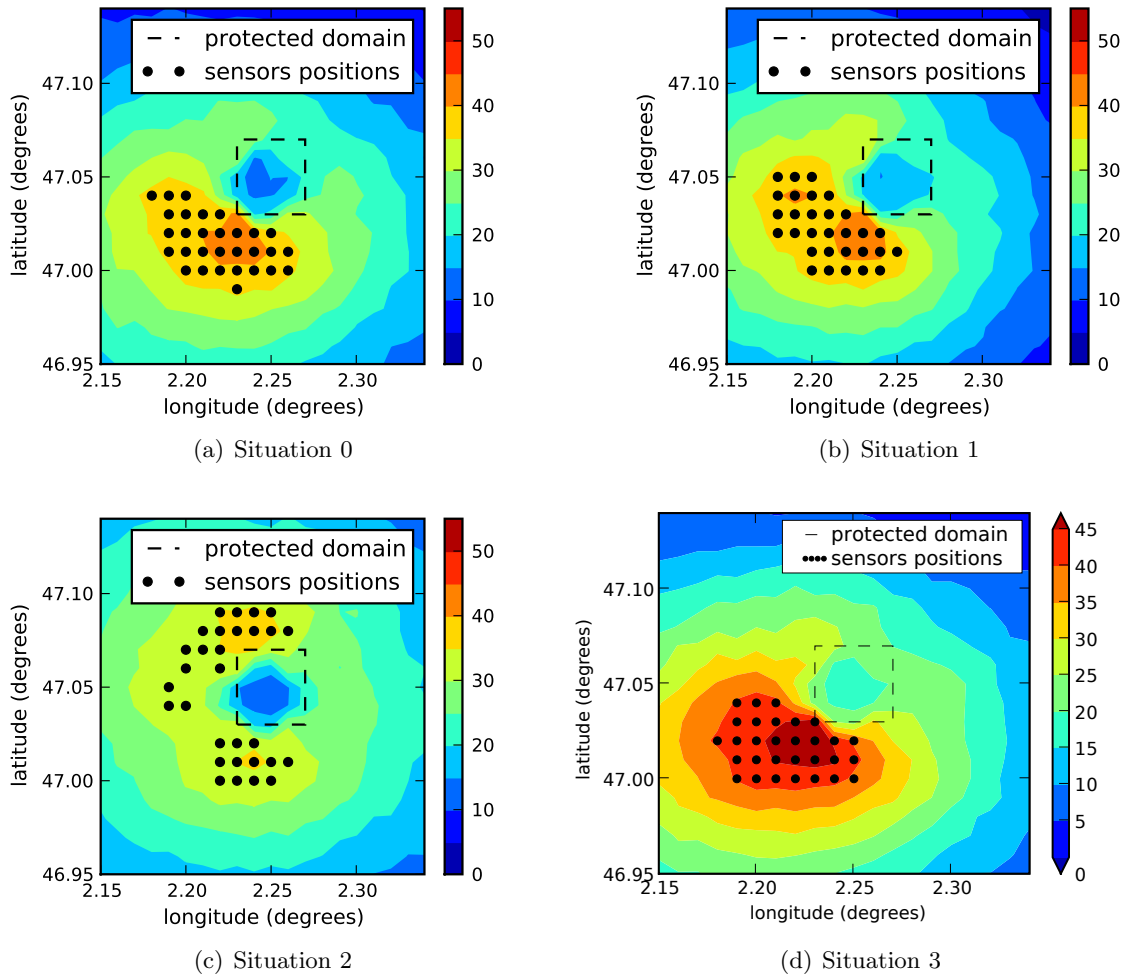 protected domain
sensors positions
47.10
47.05
47.00
46.95
2.15 2.20 2.25 2.30
latitude (degrees)
longitude (degrees)
50
40
30
20
10
0
(a) Situation 0
protected domain
sensors positions
47.10
47.05
47.00
46.95
2.15 2.20 2.25 2.30
latitude (degrees)
longitude (degrees)
50
40
30
20
10
0
(b) Situation 1
protected domain
sensors positions
47.10
47.05
47.00
46.95
2.15 2.20 2.25 2.30
latitude (degrees)
longitude (degrees)
50
40
30
20
10
0
(c) Situation 2
protected domain
sensors positions
47.10
47.05
47.00
46.95
2.15 2.20 2.25 2.30
latitude (degrees)
longitude (degrees)
45
40
35
30
25
20
15
10
5
0
(d) Situation 3